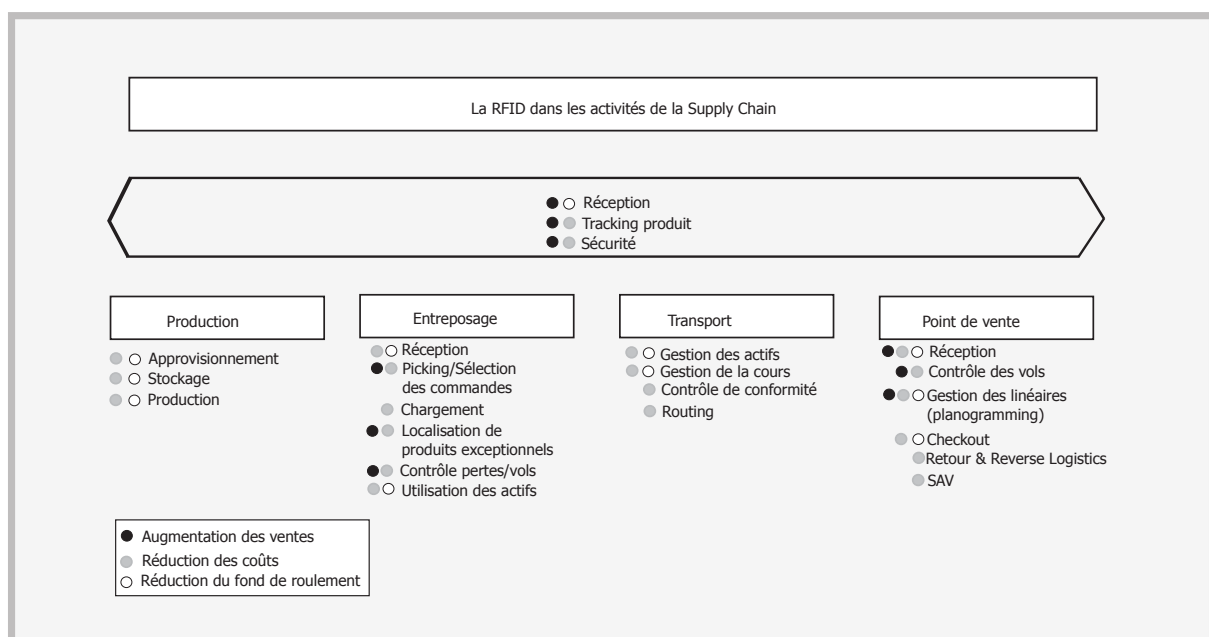 La RFID dans les activités de la Supply Chain
Réception
Tracking produit
Sécurité
Production
Approvisionnement
Stockage
Production
Entreposage
Réception
Picking/Sélection
des commandes
Chargement
Localisation de
produits exceptionnels
Contrôle pertes/vols
Utilisation des actifs
Transport
Gestion des actifs
Gestion de la cours
Contrôle de conformité
Routing
Point de vente
Réception
Contrôle des vols
Gestion des linéaires
(planogramming)
Checkout
Retour & Reverse Logistics
SAV
Augmentation des ventes
Réduction des coûts
Réduction du fond de roulement